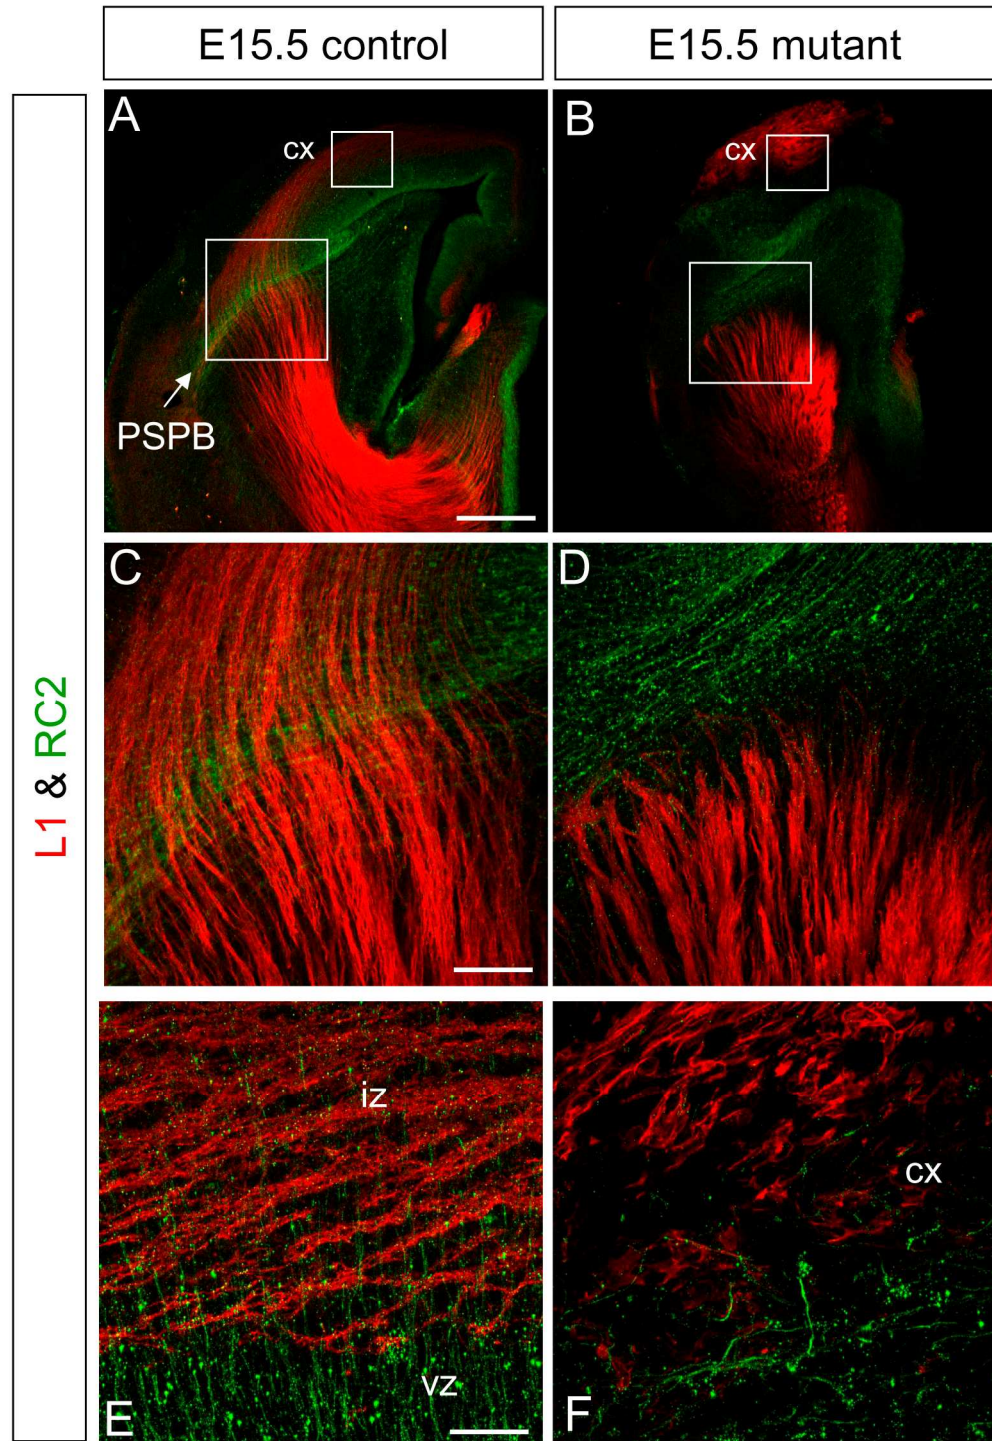 E15.5 control
E15.5 mutant
L1 & RC2
A
cx
PSPB
B
cx
C
D
iz
vz
E
cx
F